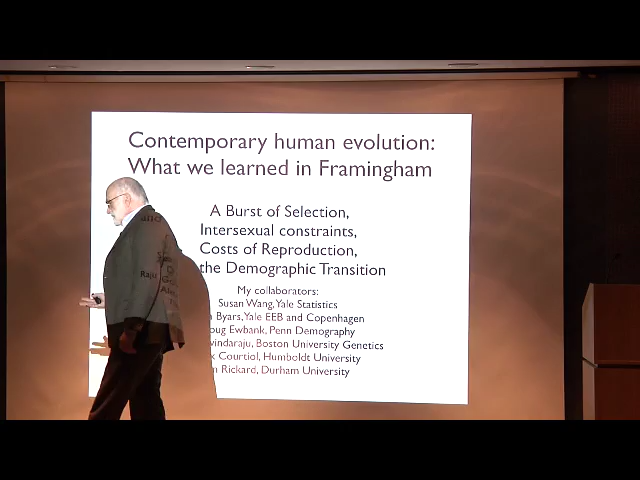 Contemporary human evolution:
What we learned in Framingham
A Burst of Selection,
Intersexual constraints,
Costs of Reproduction,
the Demographic Transition
My collaborators:
Susan Wang, Yale Statistics
Byars, Yale EEB and Copenhagen
Ewbank, Penn Demography
Boston University Genetics
Courtiol, Humboldt University
Rickard, Durham University
and